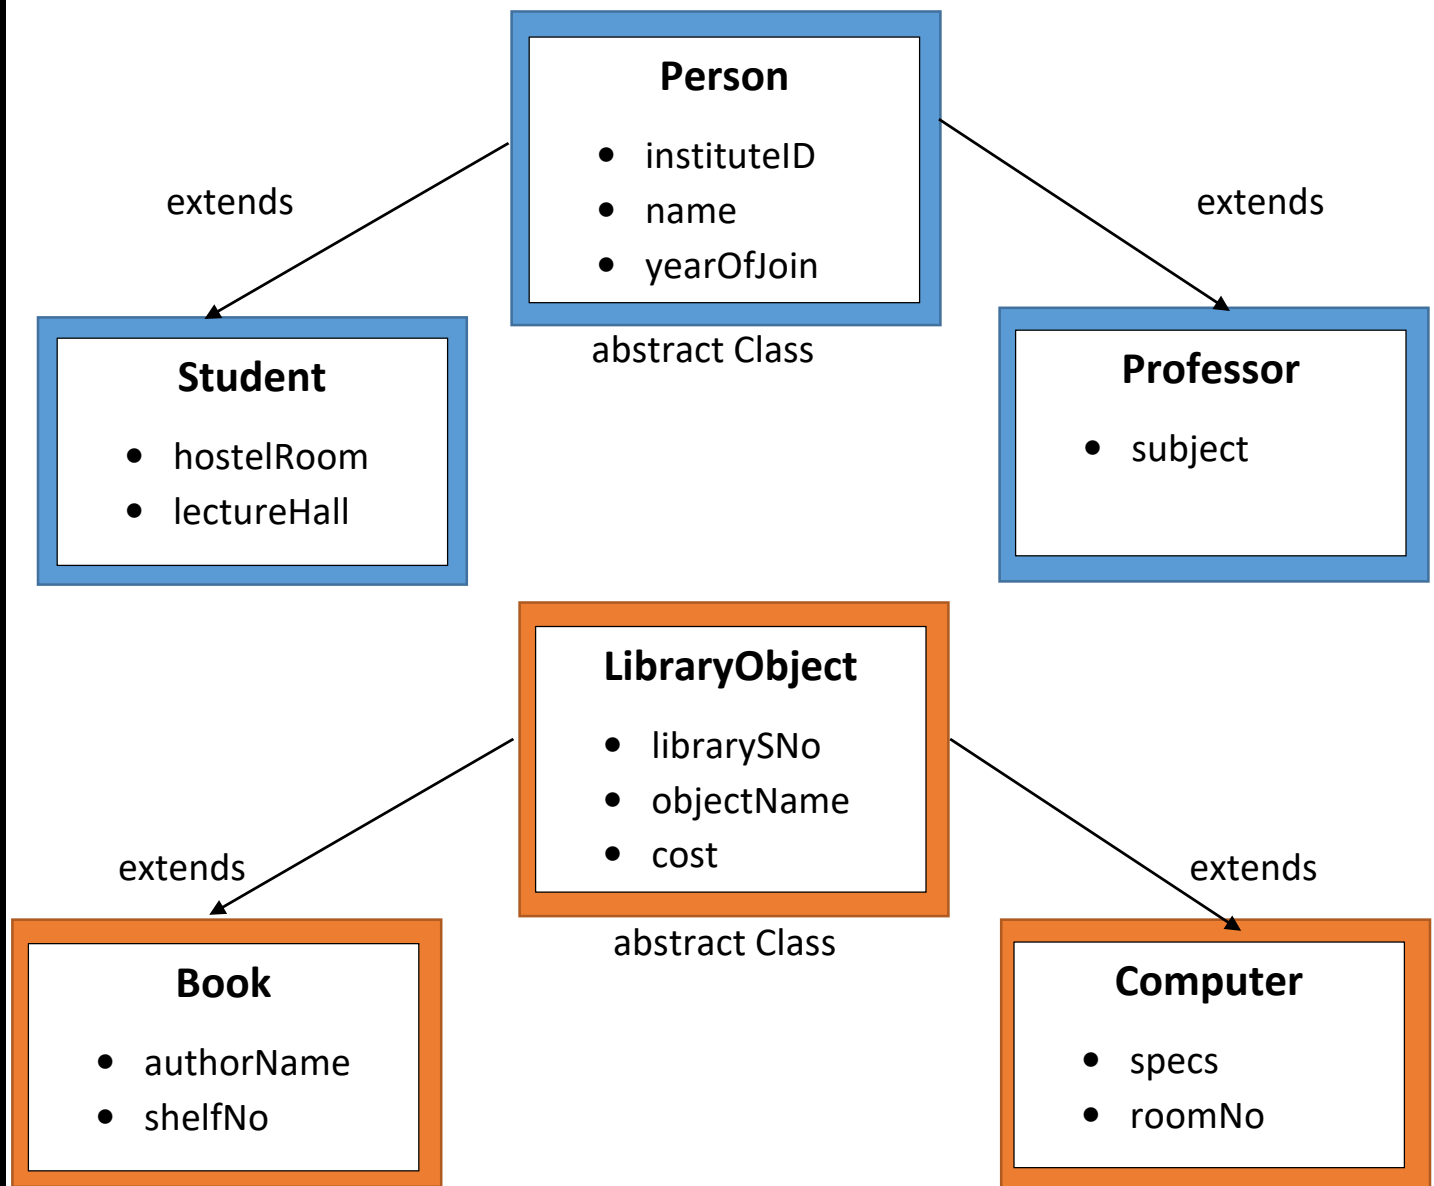 Person
• instituteID
• name
• yearOfJoin
extends
extends
abstract Class
Student
• hostelRoom
• lectureHall
Professor
• subject
LibraryObject
• librarySNo
• objectName
• cost
extends
extends
abstract Class
Book
• authorName
• shelfNo
Computer
• specs
• roomNo